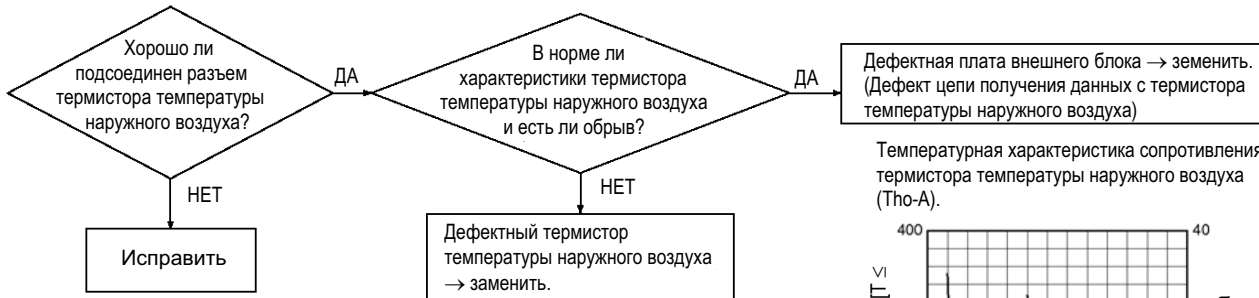 Хорошо ли
подсоединен разъем
термистора температуры
наружного воздуха?
ДА
В норме ли
характеристики термистора
температуры наружного воздуха
и есть ли обрыв?
ДА
Дефектная плата внешнего блока → земенить.
(Дефект цепи получения данных с термистора
температуры наружного воздуха)
НЕТ
Исправить
НЕТ
Дефектный термистор
температуры наружного воздуха
→ заменить.
Температурная характеристика сопротивления
термистора температуры наружного воздуха
(Tho-A).
400
40